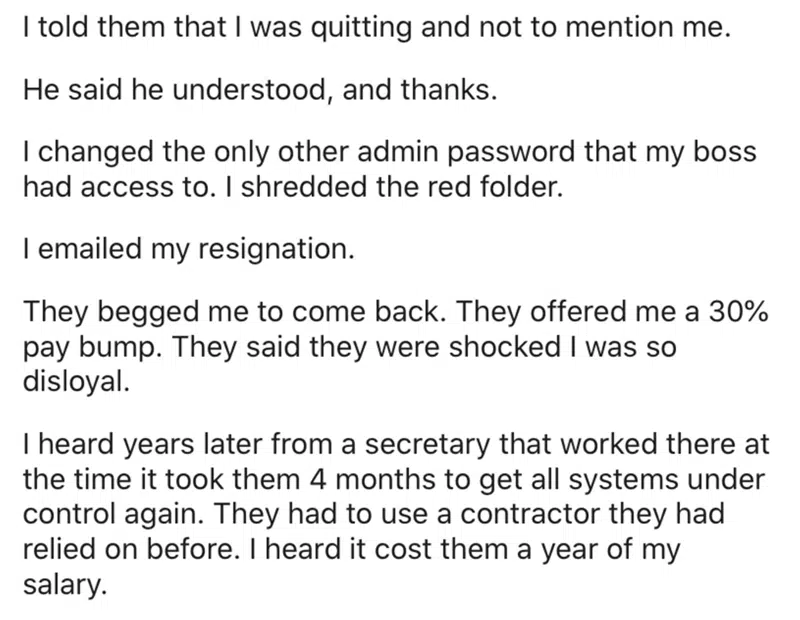 I told them that I was quitting and not to mention me.
He said he understood, and thanks.
I changed the only other admin password that my boss
had access to. I shredded the red folder.
I emailed my resignation.
They begged me to come back. They offered me a 30%
pay bump. They said they were shocked I was so
disloyal.
I heard years later from a secretary that worked there at
the time it took them 4 months to get all systems under
control again. They had to use a contractor they had
relied on before. I heard it cost them a year of my
salary.